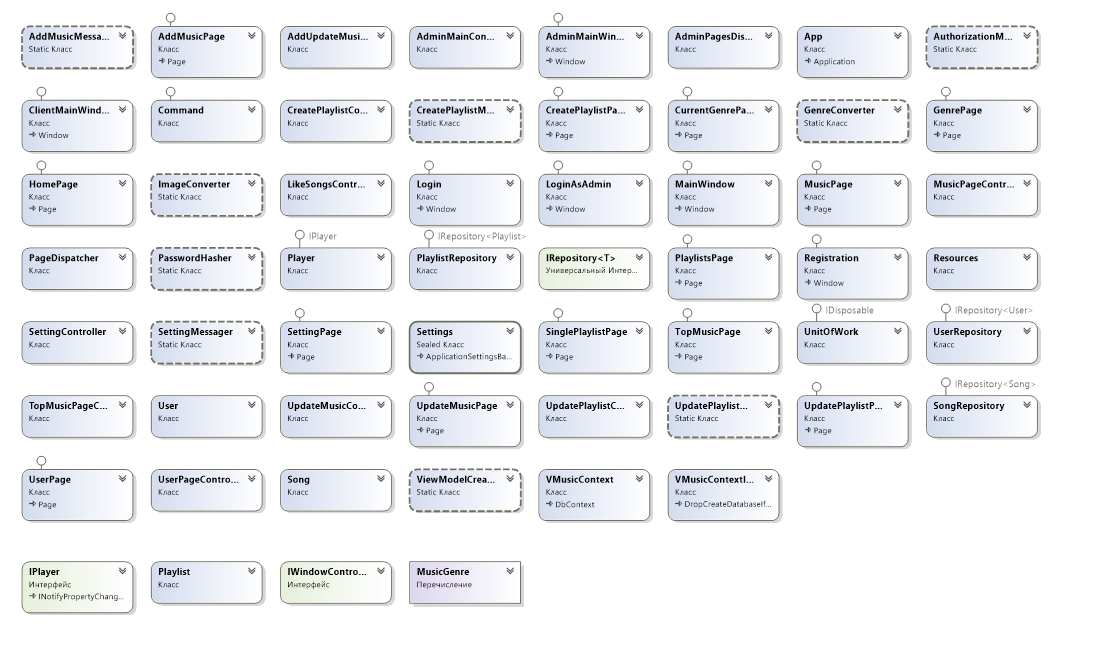 AddMusicMessa...
Static Класс
AddMusicPage
Класс
Page
AddUpdateMusi...
Класс
AdminMainCon...
Класс
AdminMainWin...
Класс
Window
AdminPagesDis...
Класс
App
Класс
Application
AuthorizationM...
Static Класс
ClientMainWind...
Класс
Window
Command
Класс
CreatePlaylistCo...
Класс
CreatePlaylistM...
Static Класс
CreatePlaylistPa...
Класс
Page
CurrentGenrePa...
Класс
Page
GenreConverter
Static Класс
GenrePage
Класс
Page
HomePage
Класс
Page
ImageConverter
Static Класс
LikeSongsContr...
Класс
Login
Класс
Window
LoginAsAdmin
Класс
Window
MainWindow
Класс
Window
MusicPage
Класс
Page
MusicPageContr...
Класс
PageDispatcher
Класс
PasswordHasher
Static Класс
IPlayer
Player
Класс
IRepository<Playlist>
PlaylistRepository
Класс
IRepository<T>
Универсальный Интер...
PlaylistsPage
Класс
Page
Registration
Класс
Window
Resources
Класс
SettingController
Класс
SettingMessager
Static Класс
SettingPage
Класс
Page
Settings
Sealed Класс
ApplicationSettingsBa...
SinglePlaylistPage
Класс
Page
TopMusicPage
Класс
Page
IDisposable
UnitOfWork
Класс
IRepository<User>
UserRepository
Класс
TopMusicPageC...
Класс
User
Класс
UpdateMusicCo...
Класс
UpdateMusicPage
Класс
Page
UpdatePlaylistC...
Класс
UpdatePlaylist...
Static Класс
UpdatePlaylistP...
Класс
Page
IRepository<Song>
SongRepository
Класс
UserPage
Класс
Page
UserPageContro...
Класс
Song
Класс
ViewModelCrea...
Static Класс
VMusicContext
Класс
DbContext
VMusicContextI...
Класс
DropCreateDatabaseIf...
IPlayer
Интерфейс
INotifyPropertyChang...
Playlist
Класс
IWindowContro...
Интерфейс
MusicGenre
Перечисление